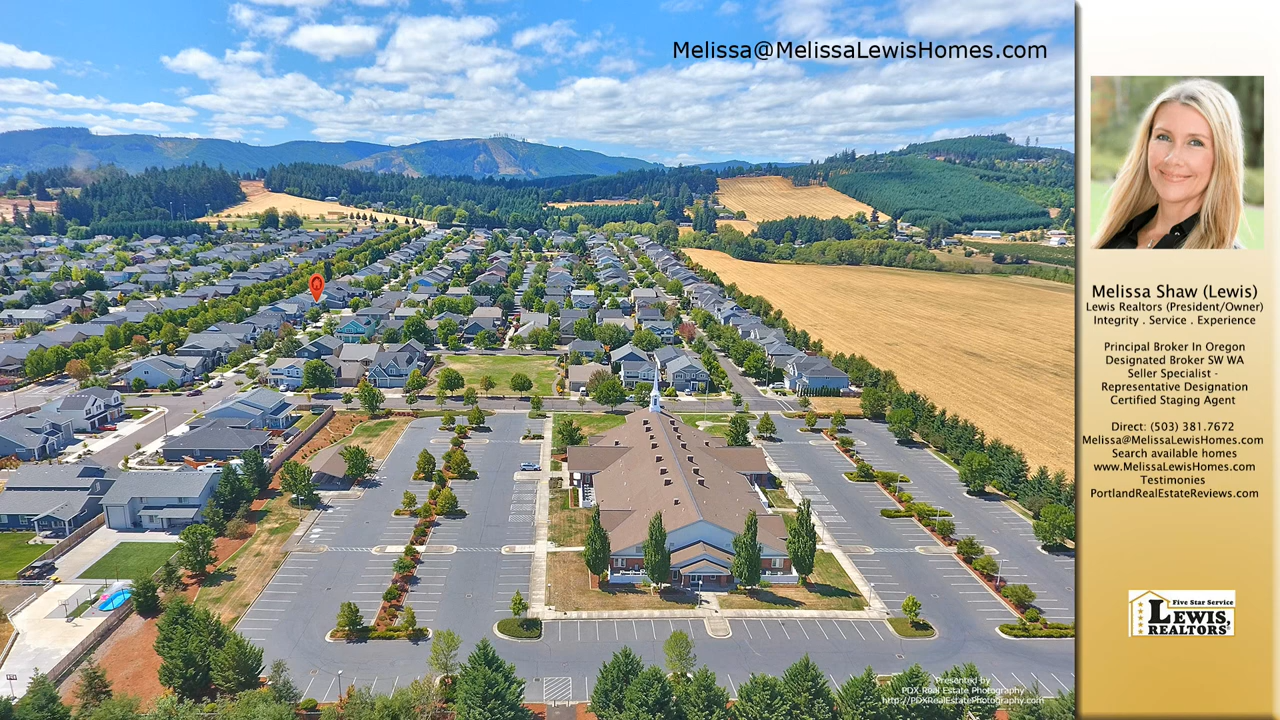 Melissa@MelissaLewisHomes.com
Melissa Shaw (Lewis)
Lewis Realtors (President/Owner)
Integrity . Service . Experience
Principal Broker In Oregon
Designated Broker SW WA
Seller Specialist -
Representative Designation
Certified Staging Agent
Direct: (503) 381.7672
Melissa@MelissaLewisHomes.com
Search available homes
www.MelissaLewisHomes.com
Testimonies
PortlandRealEstateReviews.com
Five Star Service
LEWIS,
REALTORS
Presented by
PDX Real Estate Photography
http://PDXRealEstatePhotography.com